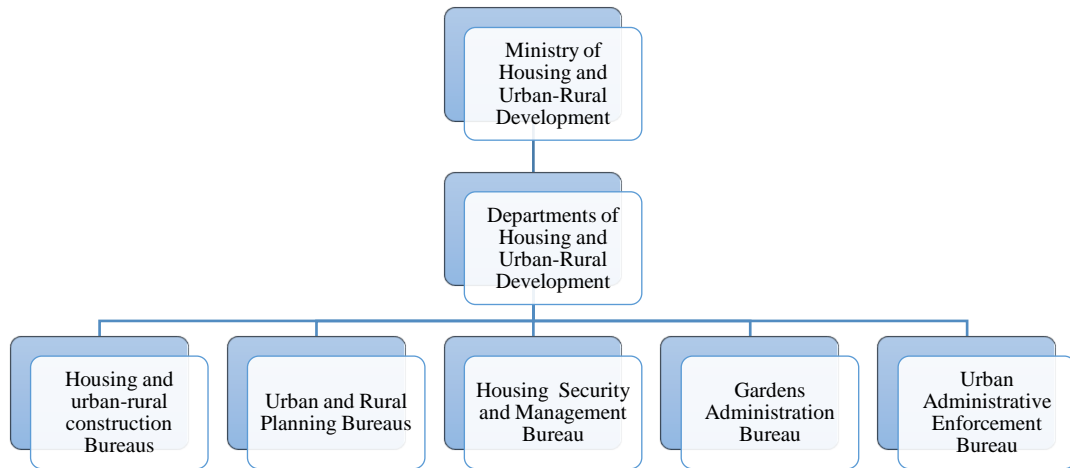 Ministry of
Housing and
Urban-Rural
Development
Departments of
Housing and
Urban-Rural
Development
Housing and
urban-rural
construction
Bureaus
Urban and Rural
Planning Bureaus
Housing Security
and Management
Bureau
Gardens
Administration
Bureau
Urban
Administrative
Enforcement
Bureau